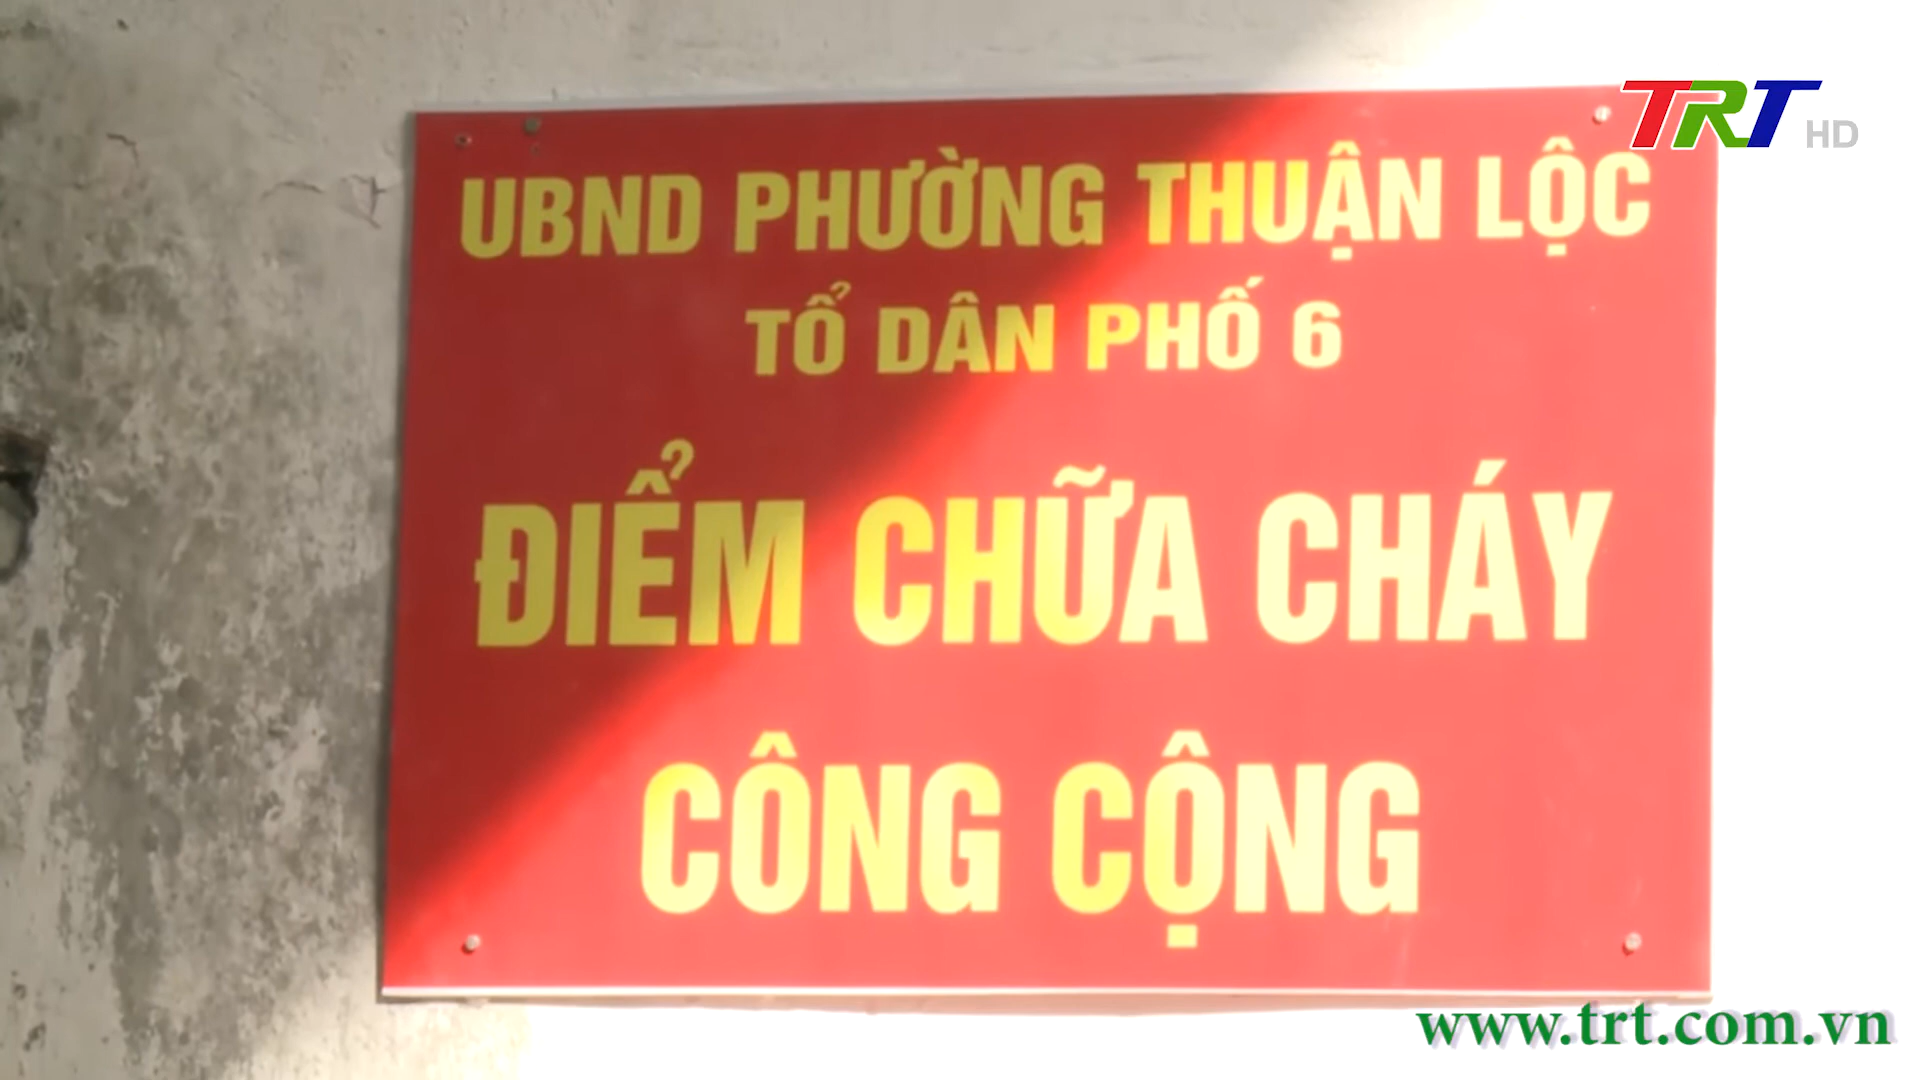 TRT HD
UBND PHƯỜNG THUẬN LỘC
TỔ DÂN PHỐ 6
ĐIỂM CHỮA CHÁY
CÔNG CỘNG
www.trt.com.vn